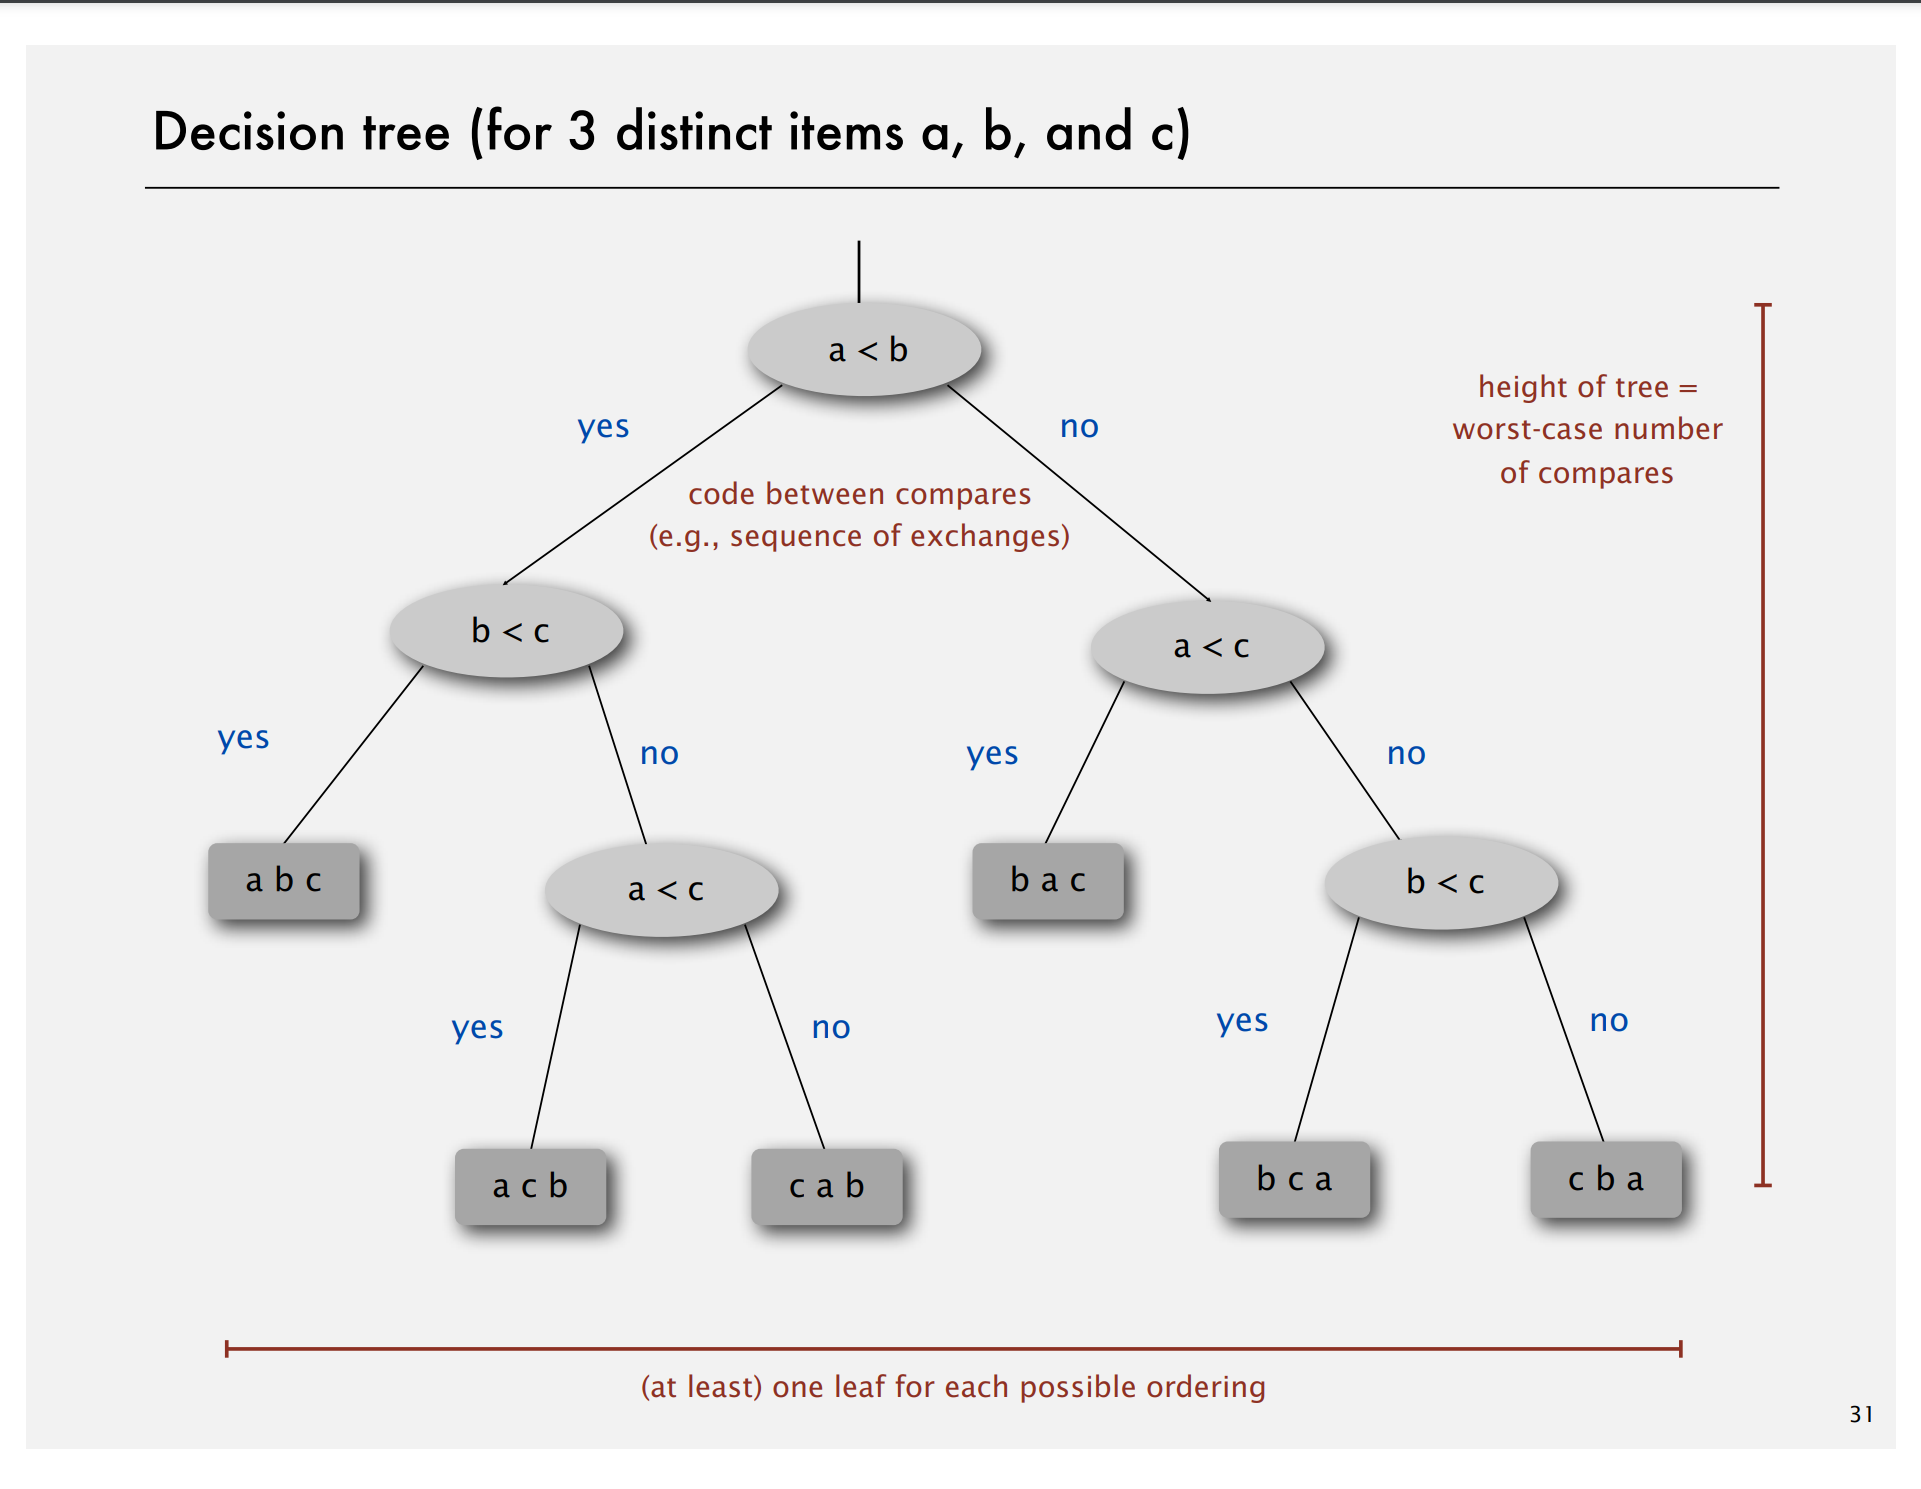 Decision tree (for 3 distinct items a, b, and c)
a < b
height of tree =
worst-case number
of compares
yes
no
code between compares
(e.g., sequence of exchanges)
b < c
a < c
yes
no
yes
no
a b c
a < c
b a c
b < c
yes
no
yes
no
a c b
c a b
b c a
c b a
(at least) one leaf for each possible ordering
31